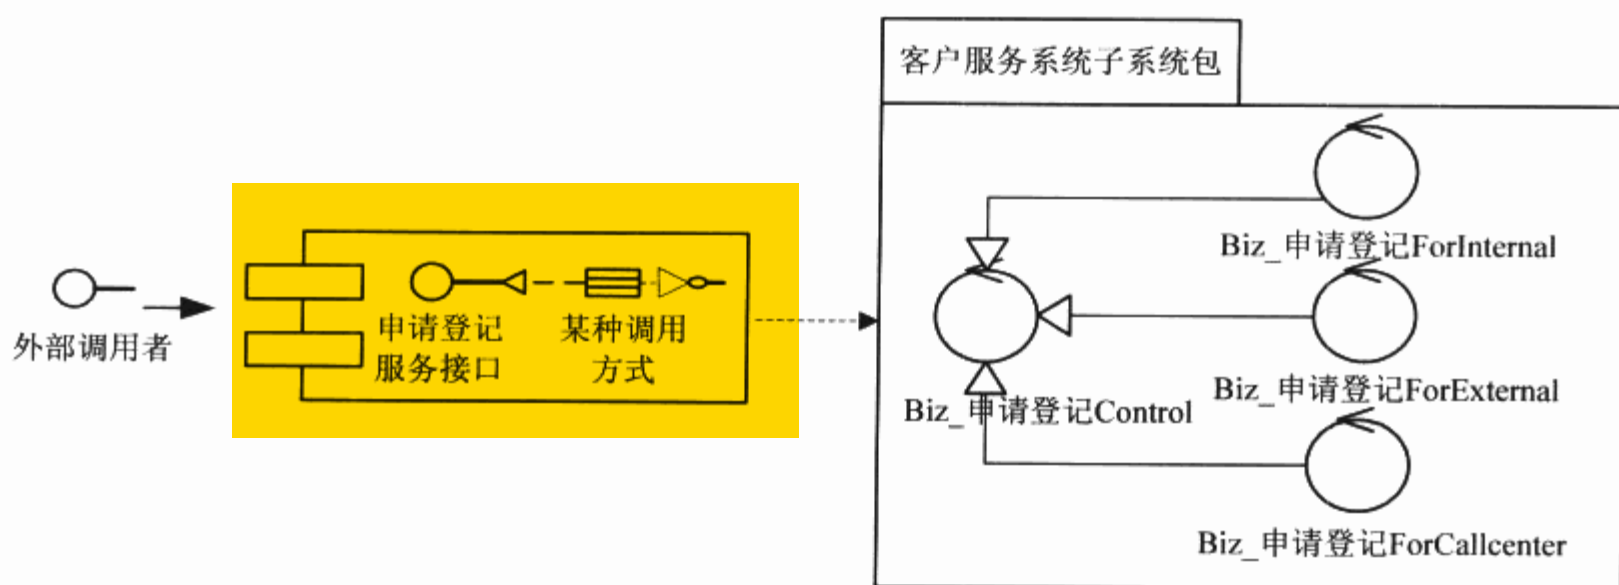 客户服务系统子系统包
Biz_申请登记ForInternal
外部调用者
申请登记
服务接口
某种调用
方式
Biz_申请登记ForExternal
Biz_申请登记Control
Biz_申请登记ForCallcenter